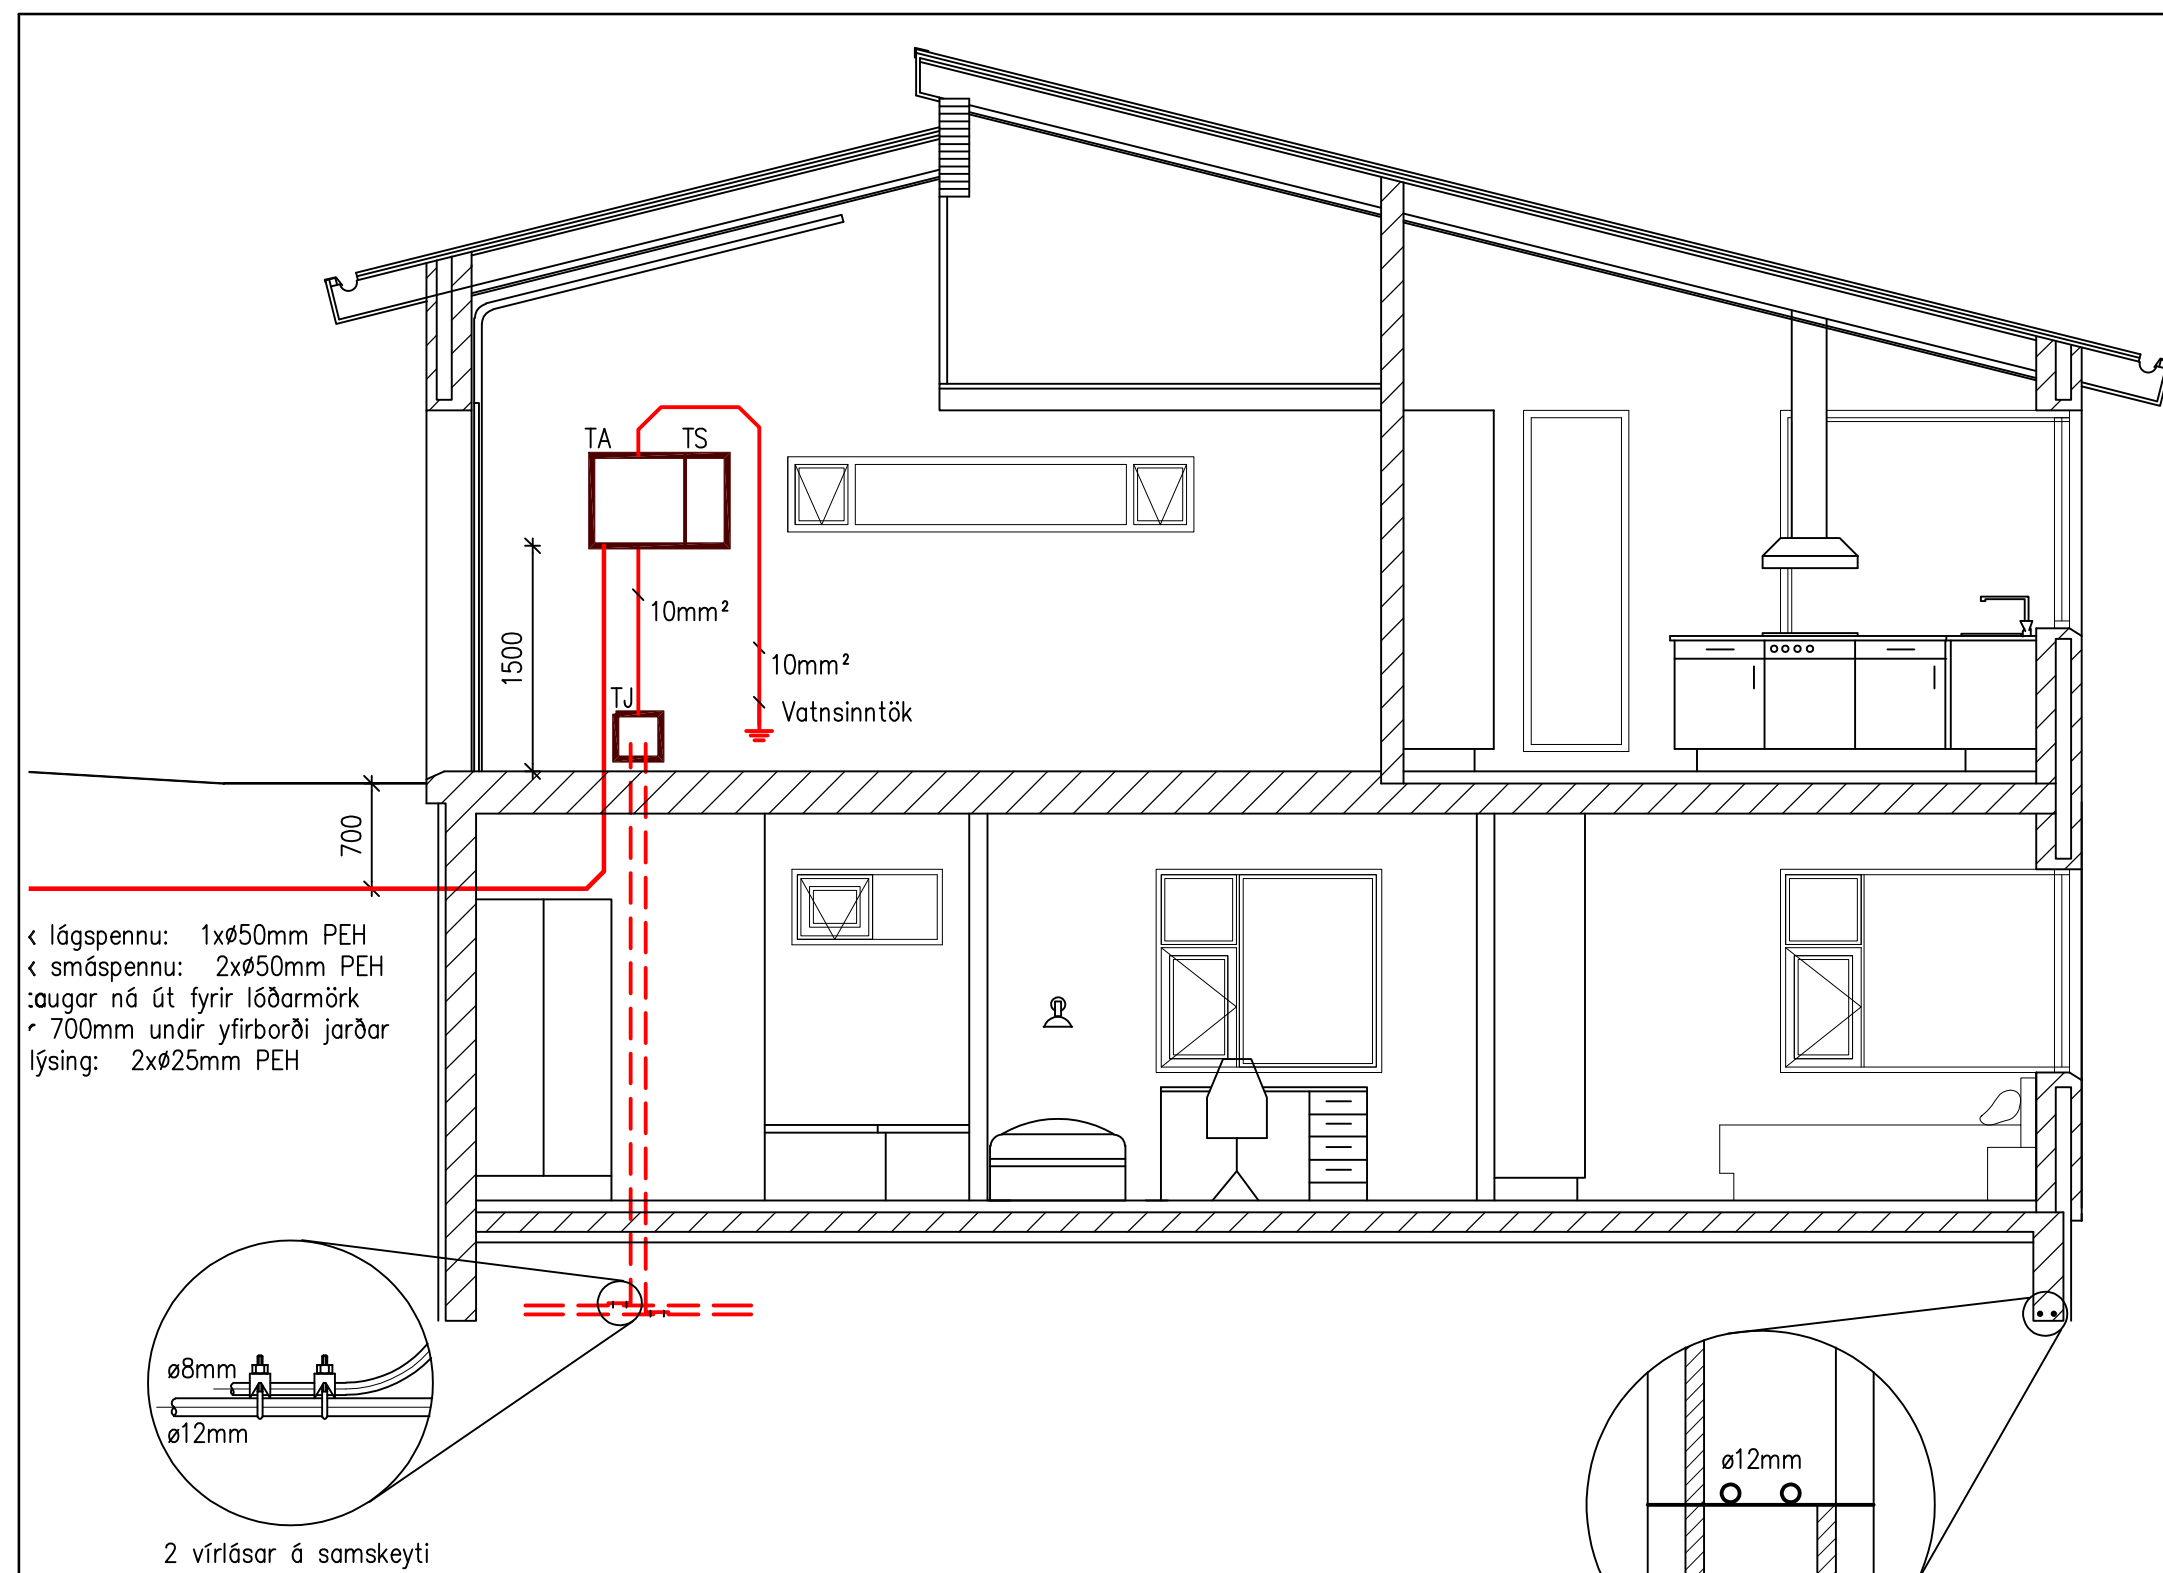 TA TS
10mm²
1500
10mm²
TJ
Vatnsinntök
700
lágspennu: 1xø50mm PEH
smáspennu: 2xø50mm PEH
ná út fyrir lóðarmörk
700mm undir yfirborði jarðar
lýsing: 2xø25mm PEH
ø8mm
ø12mm
2 vírlásar á samskeyti
ø12mm